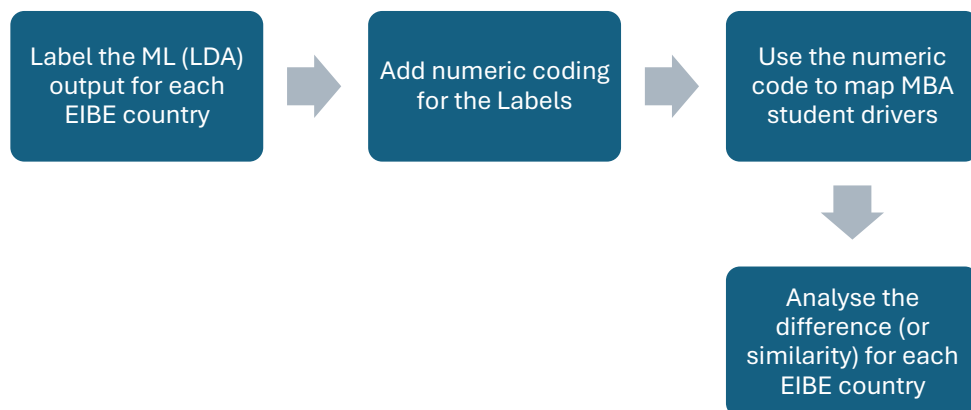 Label the ML (LDA)
output for each
EIBE country
Add numeric coding
for the Labels
Use the numeric
code to map MBA
student drivers
Analyse the
difference (or
similarity) for each
EIBE country